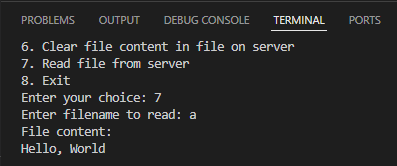 PROBLEMS OUTPUT DEBUG CONSOLE TERMINAL PORTS
6. Clear file content in file on server
7. Read file from server
8. Exit
Enter your choice: 7
Enter filename to read: a
File content:
Hello, World